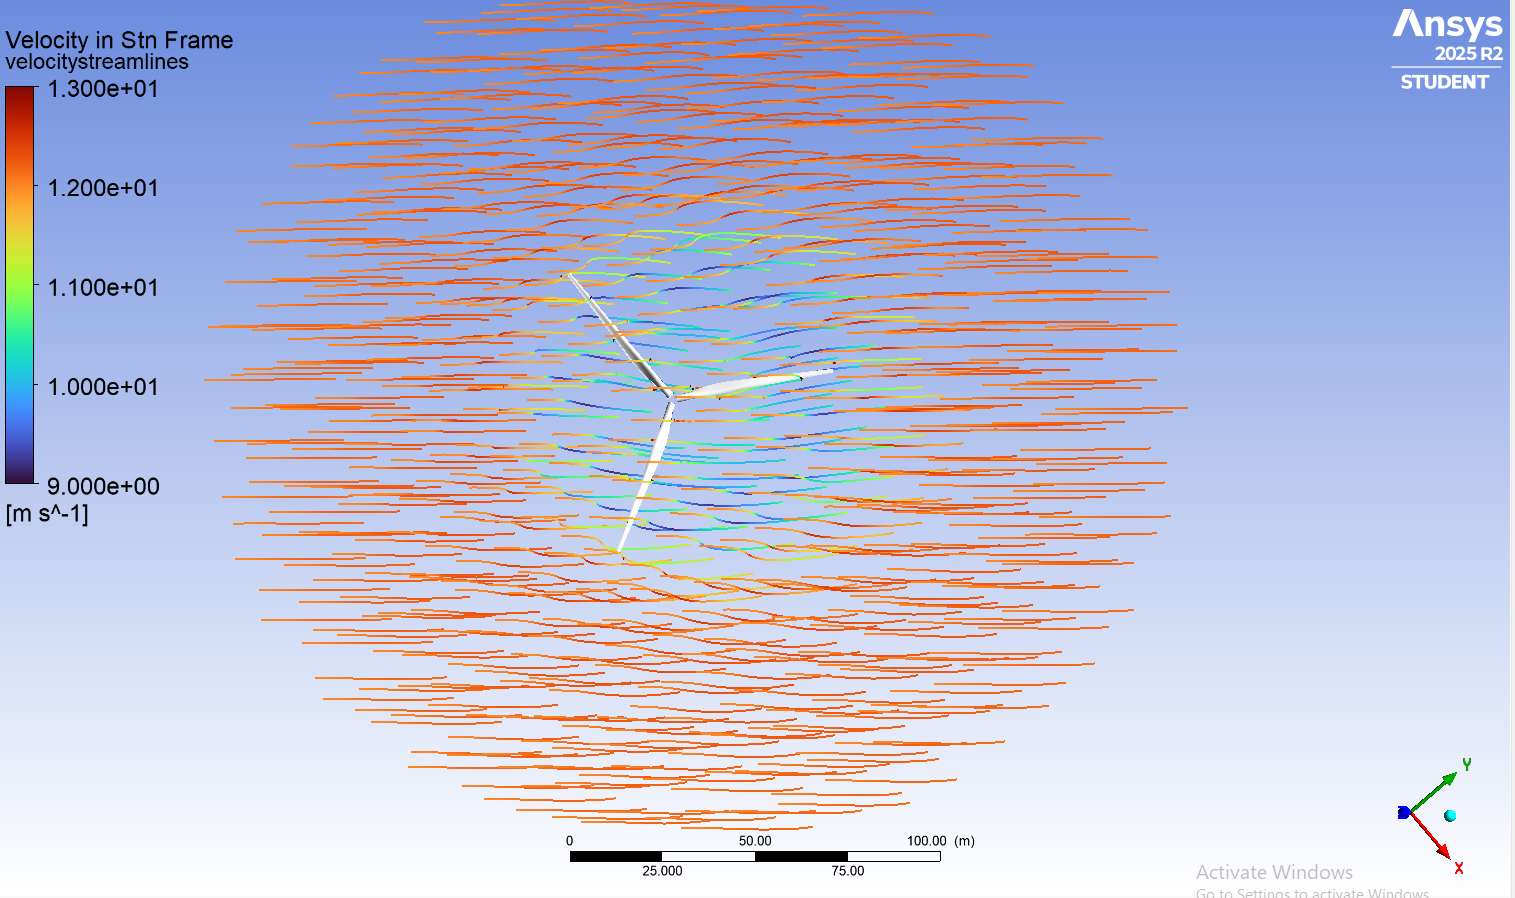 Velocity in Stn Frame
velocitystreamlines
1.300e+01
1.200e+01
1.100e+01
1.000e+01
9.000e+00
[m s^-1]
Ansys
2025 R2
STUDENT
0 50.00 100.00 (m)
25.000 75.00
Y
Z
X
Activate Windows
Go to Settings to activate Windows.